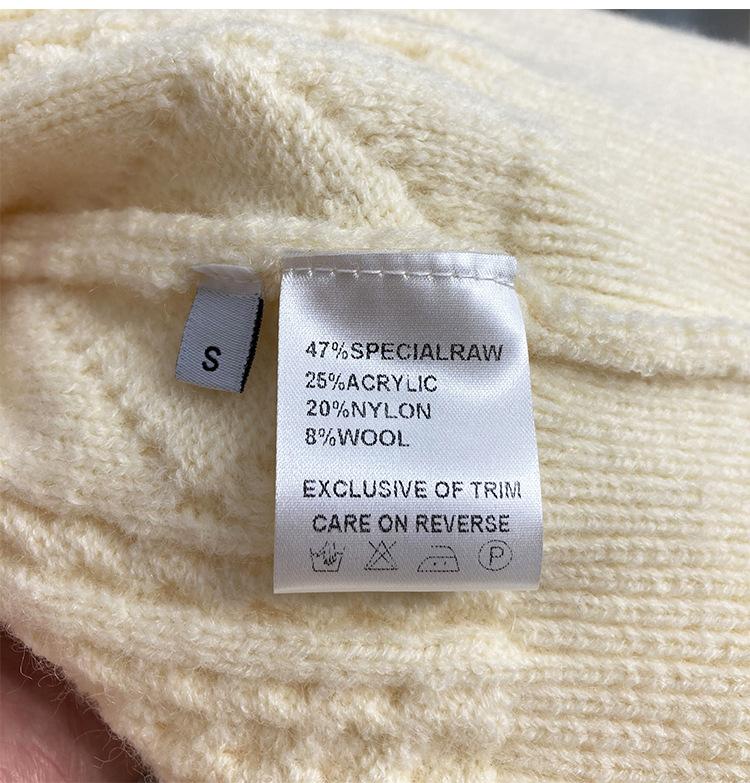 S
47%SPECIALRAW
25%ACRYLIC
20%NYLON
8%WOOL
EXCLUSIVE OF TRIM
CARE ON REVERSE
P